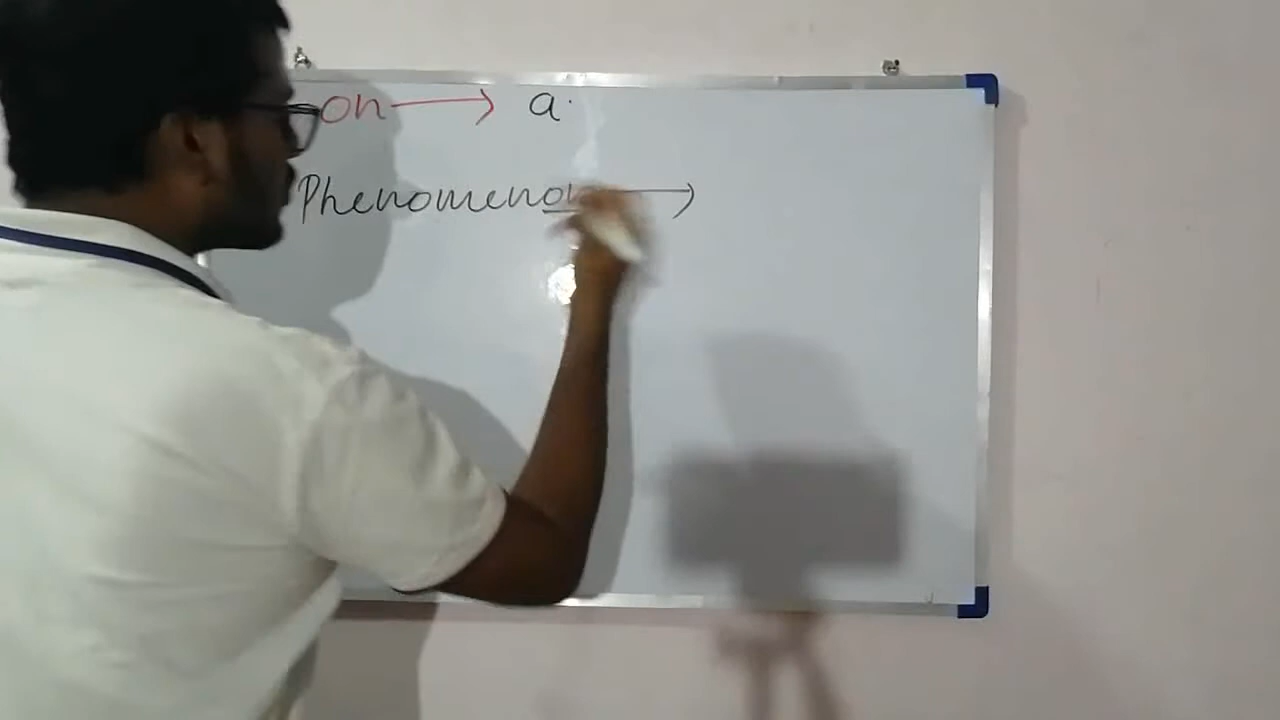 on → a.
Phenomenon →